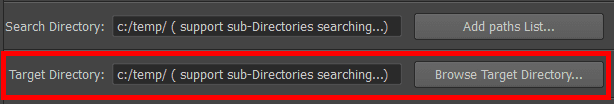 Search Directory: c:/temp/ ( support sub-Directories searching...) Add paths List...
Target Directory: c:/temp/ ( support sub-Directories searching...) Browse Target Directory...